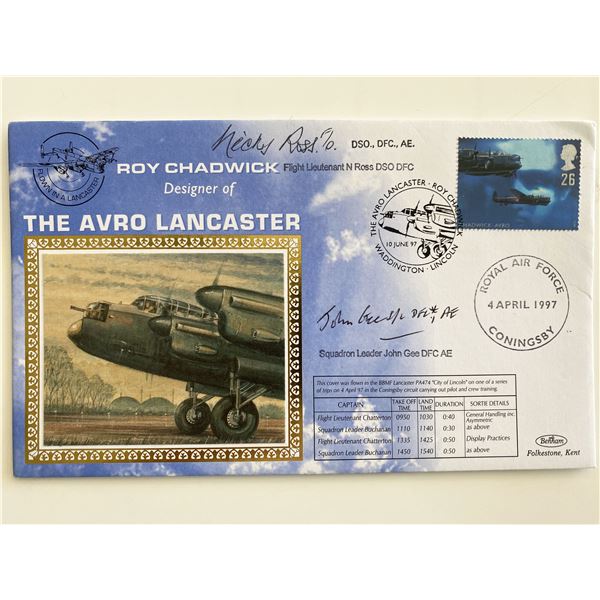 Nicky Ross F/O. DSO., DFC., AE.
ROY CHADWICK Flight Lieutenant N Ross DSO DFC
Designer of
THE AVRO LANCASTER
FLOWN IN A LANCASTER
26
CHADWICK · AVRO
THE AVRO LANCASTER · ROY CHADWICK
10 JUNE 97
WADDINGTON · LINCOLN
ROYAL AIR FORCE
4 APRIL 1997
CONINGSBY
John Gee S/L DFC* AE
Squadron Leader John Gee DFC AE
This cover was flown in the BBMF Lancaster PA474 "City of Lincoln" on one of a series
of trips on 4 April 97 in the Coningsby circuit carrying out pilot and crew training.
CAPTAIN TAKE OFF TIME LAND TIME DURATION SORTIE DETAILS
Flight Lieutenant Chatterton 0950 1030 0:40 General Handling inc. Asymmetric
Squadron Leader Buchanan 1110 1140 0:30 as above
Flight Lieutenant Chatterton 1335 1425 0:50 Display Practices
Squadron Leader Buchanan 1450 1540 0:50 as above
Benham
Folkestone, Kent